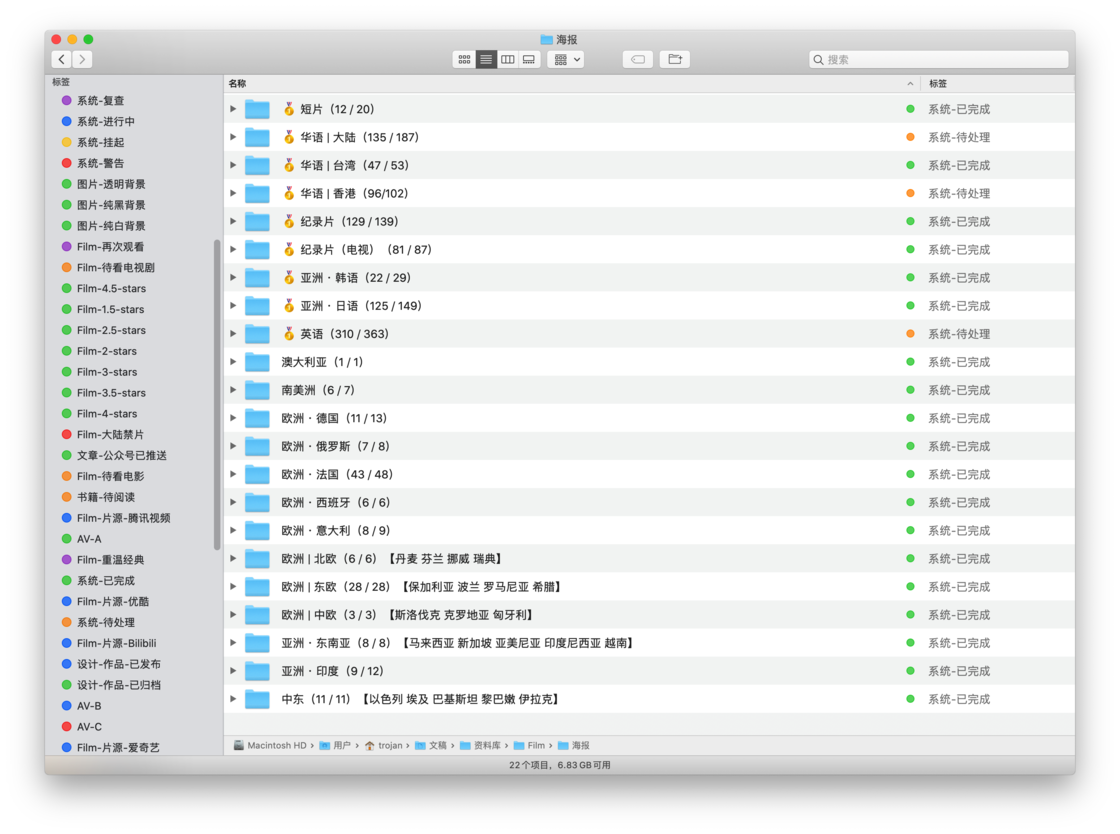 海报
搜索
标签
系统-复查
系统-进行中
系统-挂起
系统-警告
图片-透明背景
图片-纯黑背景
图片-纯白背景
Film-再次观看
Film-待看电视剧
Film-4.5-stars
Film-1.5-stars
Film-2.5-stars
Film-2-stars
Film-3-stars
Film-3.5-stars
Film-4-stars
Film-大陆禁片
文章-公众号已推送
Film-待看电影
书籍-待阅读
Film-片源-腾讯视频
AV-A
Film-重温经典
系统-已完成
Film-片源-优酷
系统-待处理
Film-片源-Bilibili
设计-作品-已发布
设计-作品-已归档
AV-B
AV-C
Film-片源-爱奇艺
名称 标签
🏅 短片（12 / 20） 系统-已完成
🏅 华语 | 大陆（135 / 187） 系统-待处理
🏅 华语 | 台湾（47 / 53） 系统-已完成
🏅 华语 | 香港（96/102） 系统-待处理
🏅 纪录片（129 / 139） 系统-已完成
🏅 纪录片（电视）（81 / 87） 系统-已完成
🏅 亚洲 · 韩语（22 / 29） 系统-已完成
🏅 亚洲 · 日语（125 / 149） 系统-已完成
🏅 英语（310 / 363） 系统-待处理
澳大利亚（1 / 1） 系统-已完成
南美洲（6 / 7） 系统-已完成
欧洲 · 德国（11 / 13） 系统-已完成
欧洲 · 俄罗斯（7 / 8） 系统-已完成
欧洲 · 法国（43 / 48） 系统-已完成
欧洲 · 西班牙（6 / 6） 系统-已完成
欧洲 · 意大利（8 / 9） 系统-已完成
欧洲 | 北欧（6 / 6）【丹麦 芬兰 挪威 瑞典】 系统-已完成
欧洲 | 东欧（28 / 28）【保加利亚 波兰 罗马尼亚 希腊】 系统-已完成
欧洲 | 中欧（3 / 3）【斯洛伐克 克罗地亚 匈牙利】 系统-已完成
亚洲 · 东南亚（8 / 8）【马来西亚 新加坡 亚美尼亚 印度尼西亚 越南】 系统-已完成
亚洲 · 印度（9 / 12） 系统-已完成
中东（11 / 11）【以色列 埃及 巴基斯坦 黎巴嫩 伊拉克】 系统-已完成
Macintosh HD › 用户 › trojan › 文稿 › 资料库 › Film › 海报
22 个项目，6.83 GB 可用